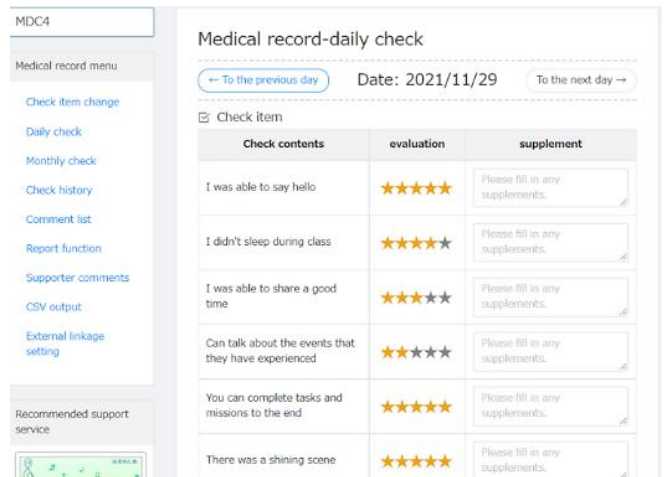 MDC4
Medical record menu
Check item change
Daily check
Monthly check
Check history
Comment list
Report function
Supporter comments
CSV output
External linkage
setting
Recommended support
service
Medical record-daily check
← To the previous day
Date: 2021/11/29
To the next day →
Check item
Check contents evaluation supplement
I was able to say hello
Please fill in any
supplements.
I didn't sleep during class
Please fill in any
supplements.
I was able to share a good
time
Please fill in any
supplements.
Can talk about the events that
they have experienced
Please fill in any
supplements.
You can complete tasks and
missions to the end
Please fill in any
supplements.
There was a shining scene
Please fill in any
supplements.